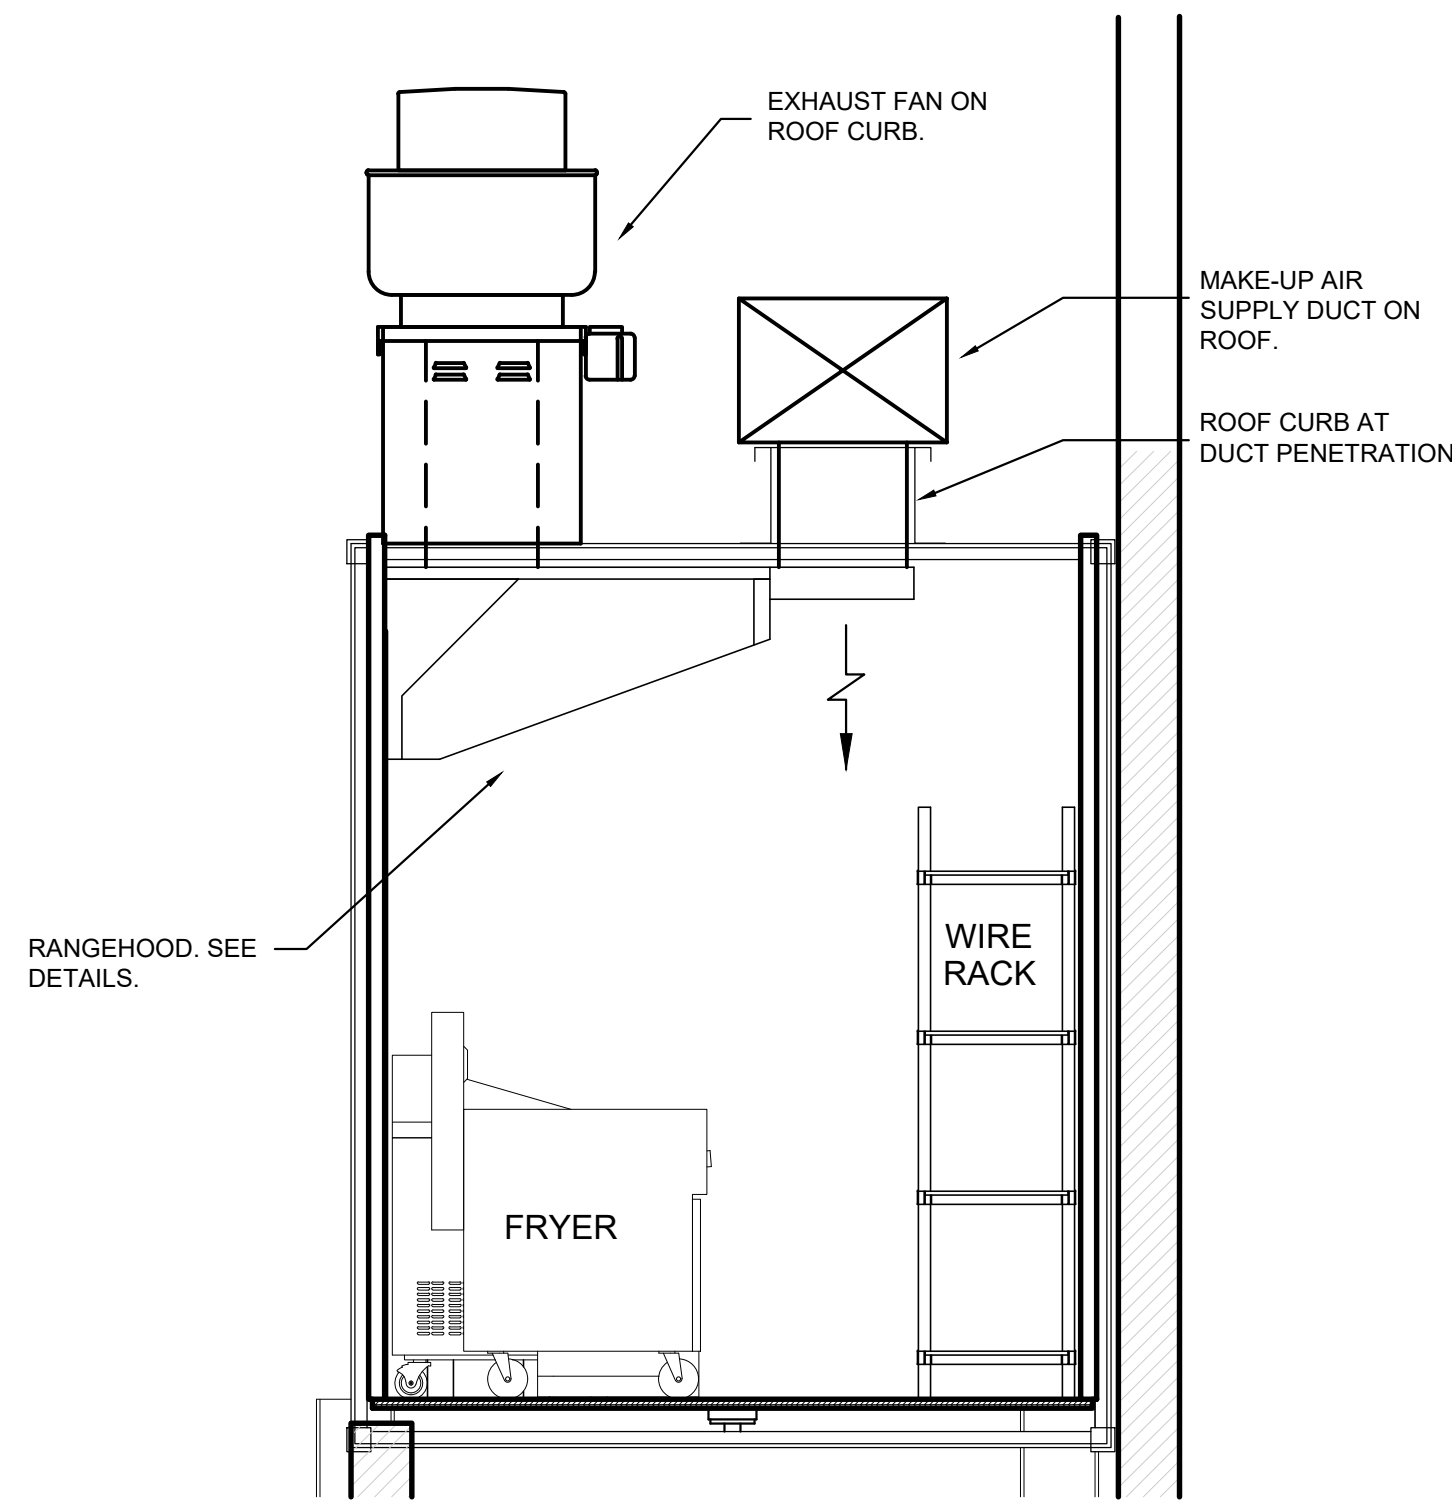 EXHAUST FAN ON
ROOF CURB.
MAKE-UP AIR
SUPPLY DUCT ON
ROOF.
ROOF CURB AT
DUCT PENETRATION
RANGEHOOD. SEE
DETAILS.
WIRE
RACK
FRYER